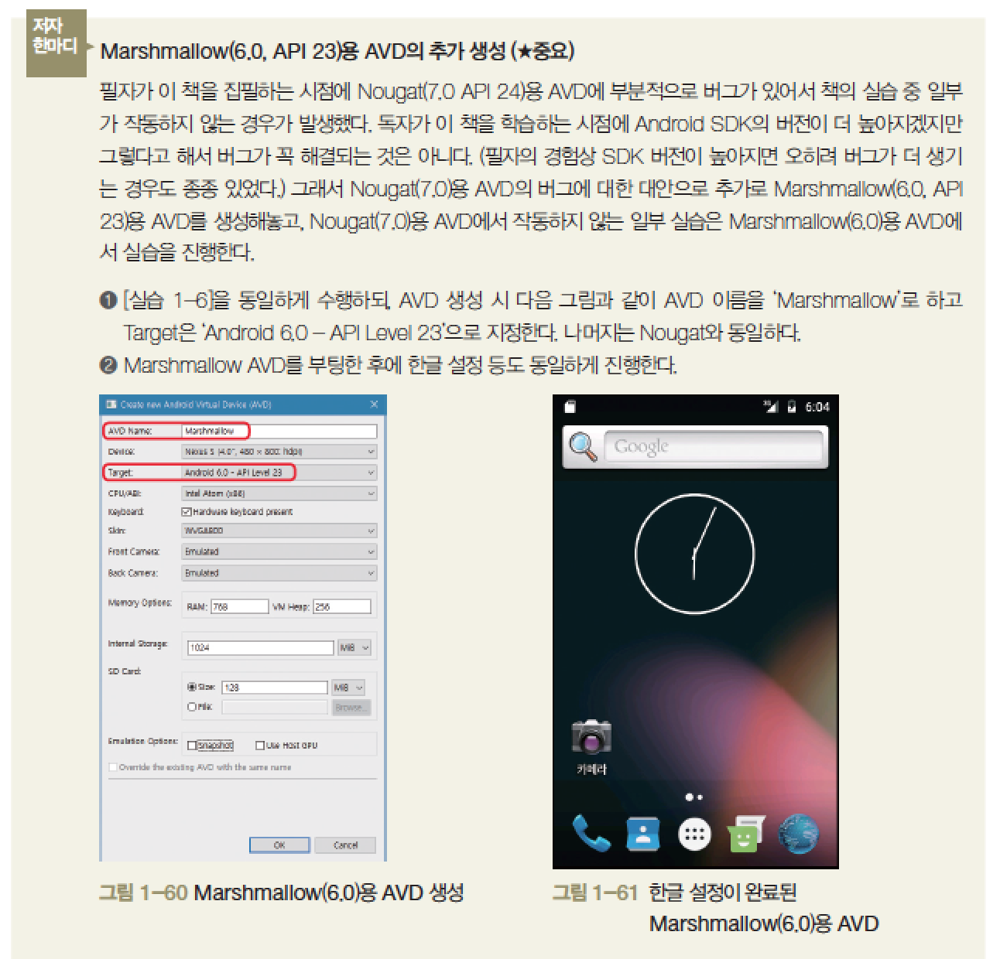 저자
한마디
Marshmallow(6.0, API 23)용 AVD의 추가 생성 (★중요)
필자가 이 책을 집필하는 시점에 Nougat(7.0 API 24)용 AVD에 부분적으로 버그가 있어서 책의 실습 중 일부
가 작동하지 않는 경우가 발생했다. 독자가 이 책을 학습하는 시점에 Android SDK의 버전이 더 높아지겠지만
그렇다고 해서 버그가 꼭 해결되는 것은 아니다. (필자의 경험상 SDK 버전이 높아지면 오히려 버그가 더 생기
는 경우도 종종 있었다.) 그래서 Nougat(7.0)용 AVD의 버그에 대한 대안으로 추가로 Marshmallow(6.0, API
23)용 AVD를 생성해놓고, Nougat(7.0)용 AVD에서 작동하지 않는 일부 실습은 Marshmallow(6.0)용 AVD에
서 실습을 진행한다.
❶ [실습 1-6]을 동일하게 수행하되, AVD 생성 시 다음 그림과 같이 AVD 이름을 'Marshmallow'로 하고
Target은 'Android 6.0 – API Level 23'으로 지정한다. 나머지는 Nougat와 동일하다.
❷ Marshmallow AVD를 부팅한 후에 한글 설정 등도 동일하게 진행한다.
Create new Android Virtual Device (AVD)
AVD Name: Marshmallow
Device: Nexus S (4.0", 480 × 800: hdpi)
Target: Android 6.0 - API Level 23
CPU/ABI: Intel Atom (x86)
Keyboard: Hardware keyboard present
Skin: WVGA800
Front Camera: Emulated
Back Camera: Emulated
Memory Options: RAM: 768 VM Heap: 256
Internal Storage: 1024 MiB
SD Card:
Size: 128 MiB
File: Browse...
Emulation Options: Snapshot Use Host GPU
Override the existing AVD with the same name
OK Cancel
3G 6:04
Google
카메라
그림 1-60 Marshmallow(6.0)용 AVD 생성
그림 1-61 한글 설정이 완료된
Marshmallow(6.0)용 AVD